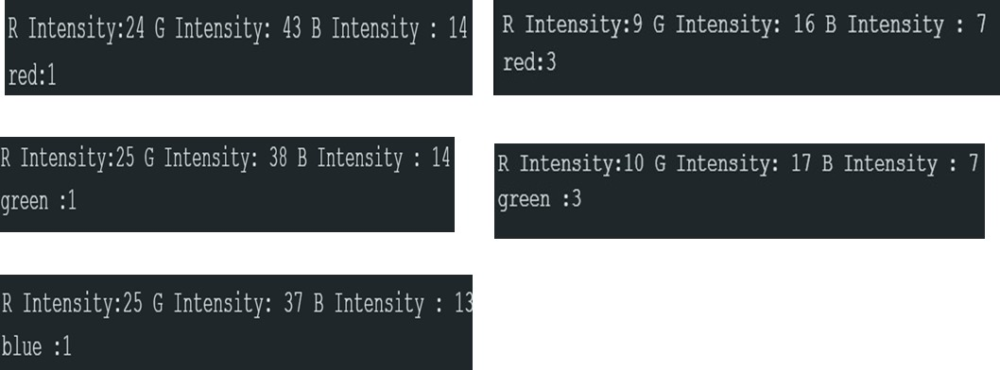 R Intensity:24 G Intensity: 43 B Intensity : 14
red:1
R Intensity:9 G Intensity: 16 B Intensity : 7
red:3
R Intensity:25 G Intensity: 38 B Intensity : 14
green :1
R Intensity:10 G Intensity: 17 B Intensity : 7
green :3
R Intensity:25 G Intensity: 37 B Intensity : 13
blue :1